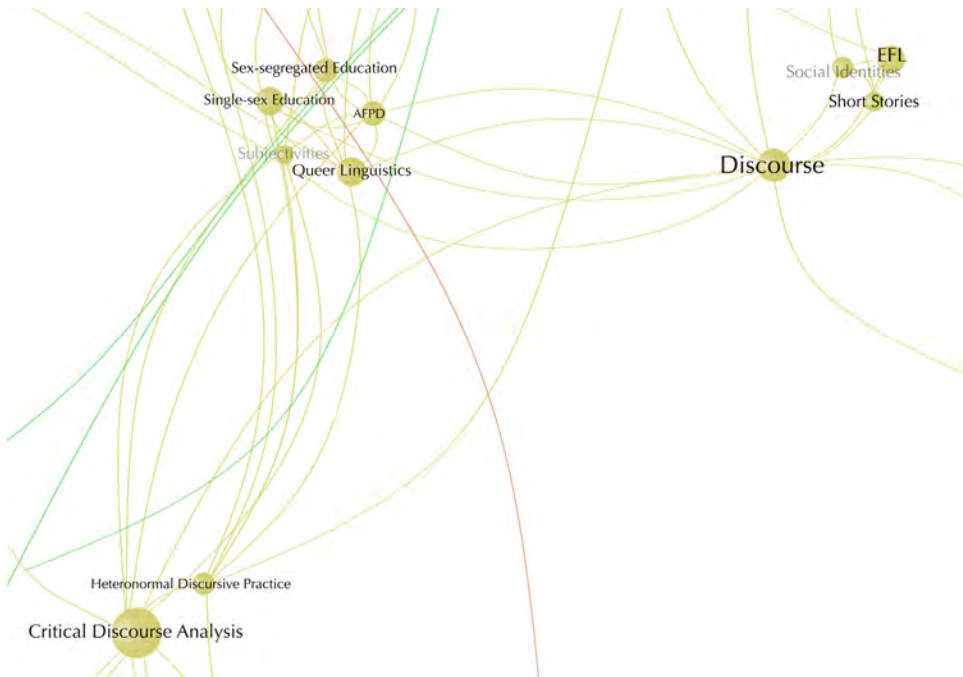 EFL
Sex-segregated Education
Social Identities
Single-sex Education
Short Stories
AFPD
Subjectivities
Discourse
Queer Linguistics
Heteronormal Discursive Practice
Critical Discourse Analysis